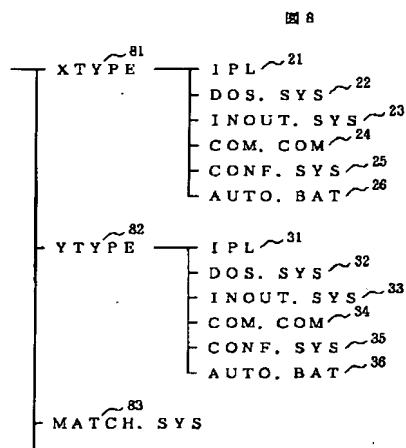 図 8
XTYPE 81 IPL 21
DOS. SYS 22
INOUT. SYS 23
COM. COM 24
CONF. SYS 25
AUTO. BAT 26
YTYPE 82 IPL 31
DOS. SYS 32
INOUT. SYS 33
COM. COM 34
CONF. SYS 35
AUTO. BAT 36
MATCH. SYS 83